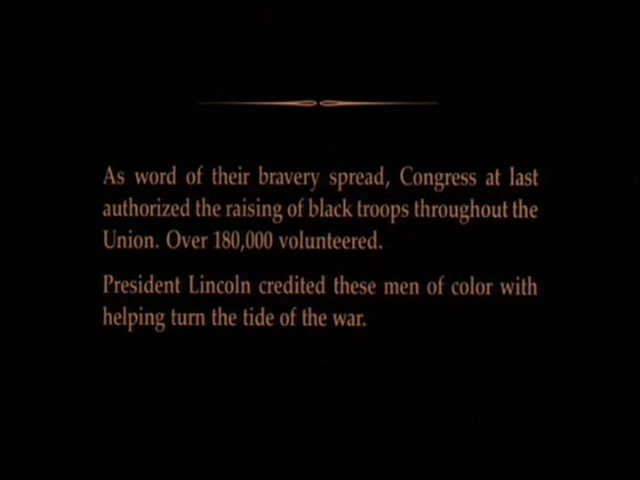 As word of their bravery spread, Congress at last
authorized the raising of black troops throughout the
Union. Over 180,000 volunteered.
President Lincoln credited these men of color with
helping turn the tide of the war.